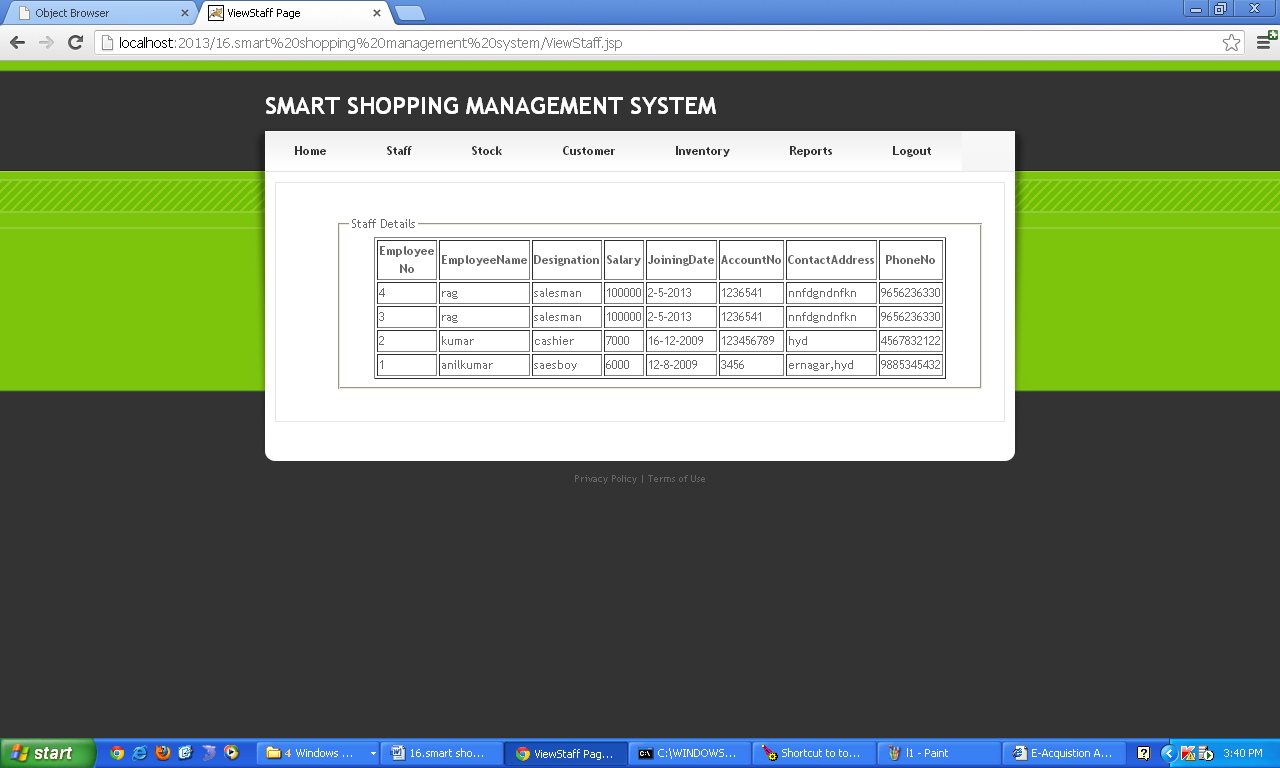 Object Browser
ViewStaff Page
localhost:2013/16.smart%20shopping%20management%20system/ViewStaff.jsp
SMART SHOPPING MANAGEMENT SYSTEM
Home Staff Stock Customer Inventory Reports Logout
Staff Details
Employee No EmployeeName Designation Salary JoiningDate AccountNo ContactAddress PhoneNo
4 rag salesman 100000 2-5-2013 1236541 nnfdgndnfkn 9656236330
3 rag salesman 100000 2-5-2013 1236541 nnfdgndnfkn 9656236330
2 kumar cashier 7000 16-12-2009 123456789 hyd 4567832122
1 anilkumar saesboy 6000 12-8-2009 3456 ernagar,hyd 9885345432
Privacy Policy | Terms of Use
start 4 Windows ... 16.smart sho... ViewStaff Pag... C:\WINDOWS... Shortcut to to... l1 - Paint E-Acquistion A... 3:40 PM